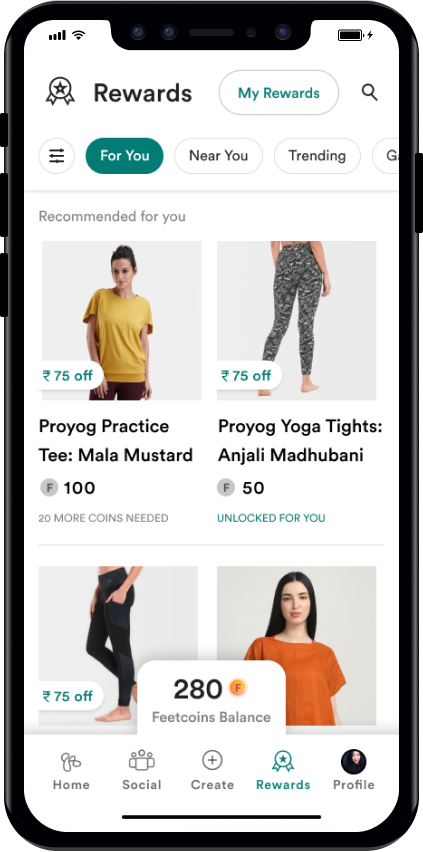 Rewards
My Rewards
For You
Near You
Trending
Recommended for you
₹ 75 off
₹ 75 off
Proyog Practice
Tee: Mala Mustard
Proyog Yoga Tights:
Anjali Madhubani
F 100
F 50
20 MORE COINS NEEDED
UNLOCKED FOR YOU
₹ 75 off
280 F
Feetcoins Balance
Home
Social
Create
Rewards
Profile